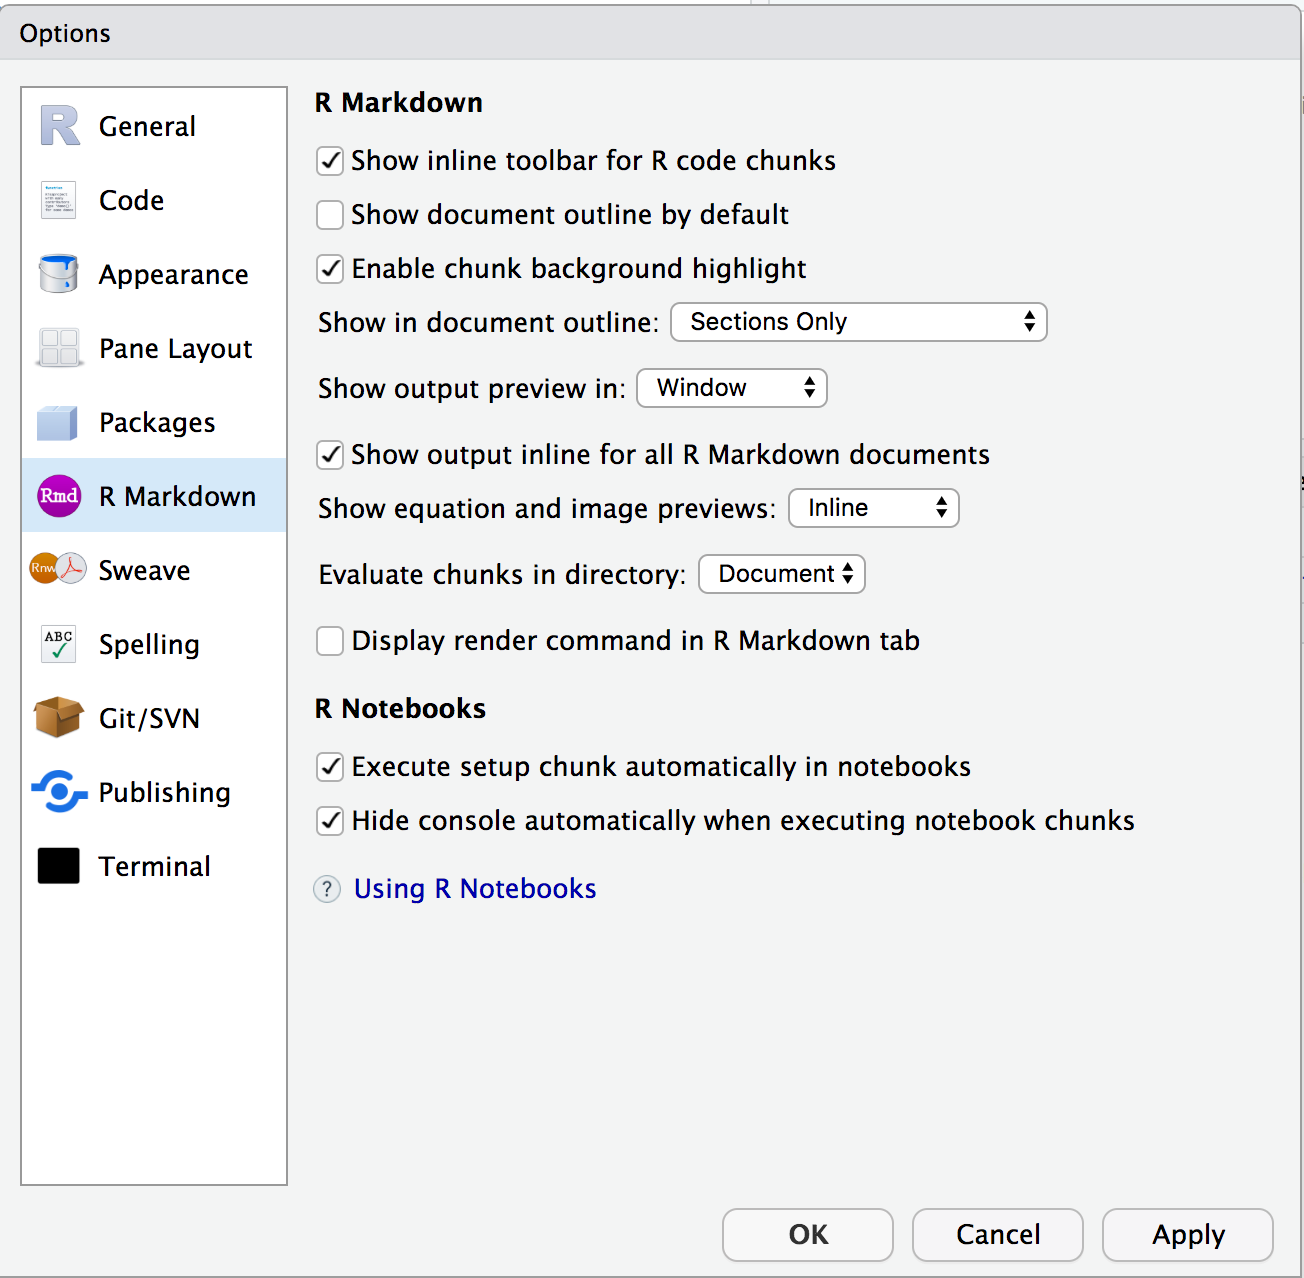 Options
General
Code
Appearance
Pane Layout
Packages
Rmd R Markdown
Rnw Sweave
ABC Spelling
Git/SVN
Publishing
Terminal
R Markdown
Show inline toolbar for R code chunks
Show document outline by default
Enable chunk background highlight
Show in document outline: Sections Only
Show output preview in: Window
Show output inline for all R Markdown documents
Show equation and image previews: Inline
Evaluate chunks in directory: Document
Display render command in R Markdown tab
R Notebooks
Execute setup chunk automatically in notebooks
Hide console automatically when executing notebook chunks
? Using R Notebooks
OK Cancel Apply